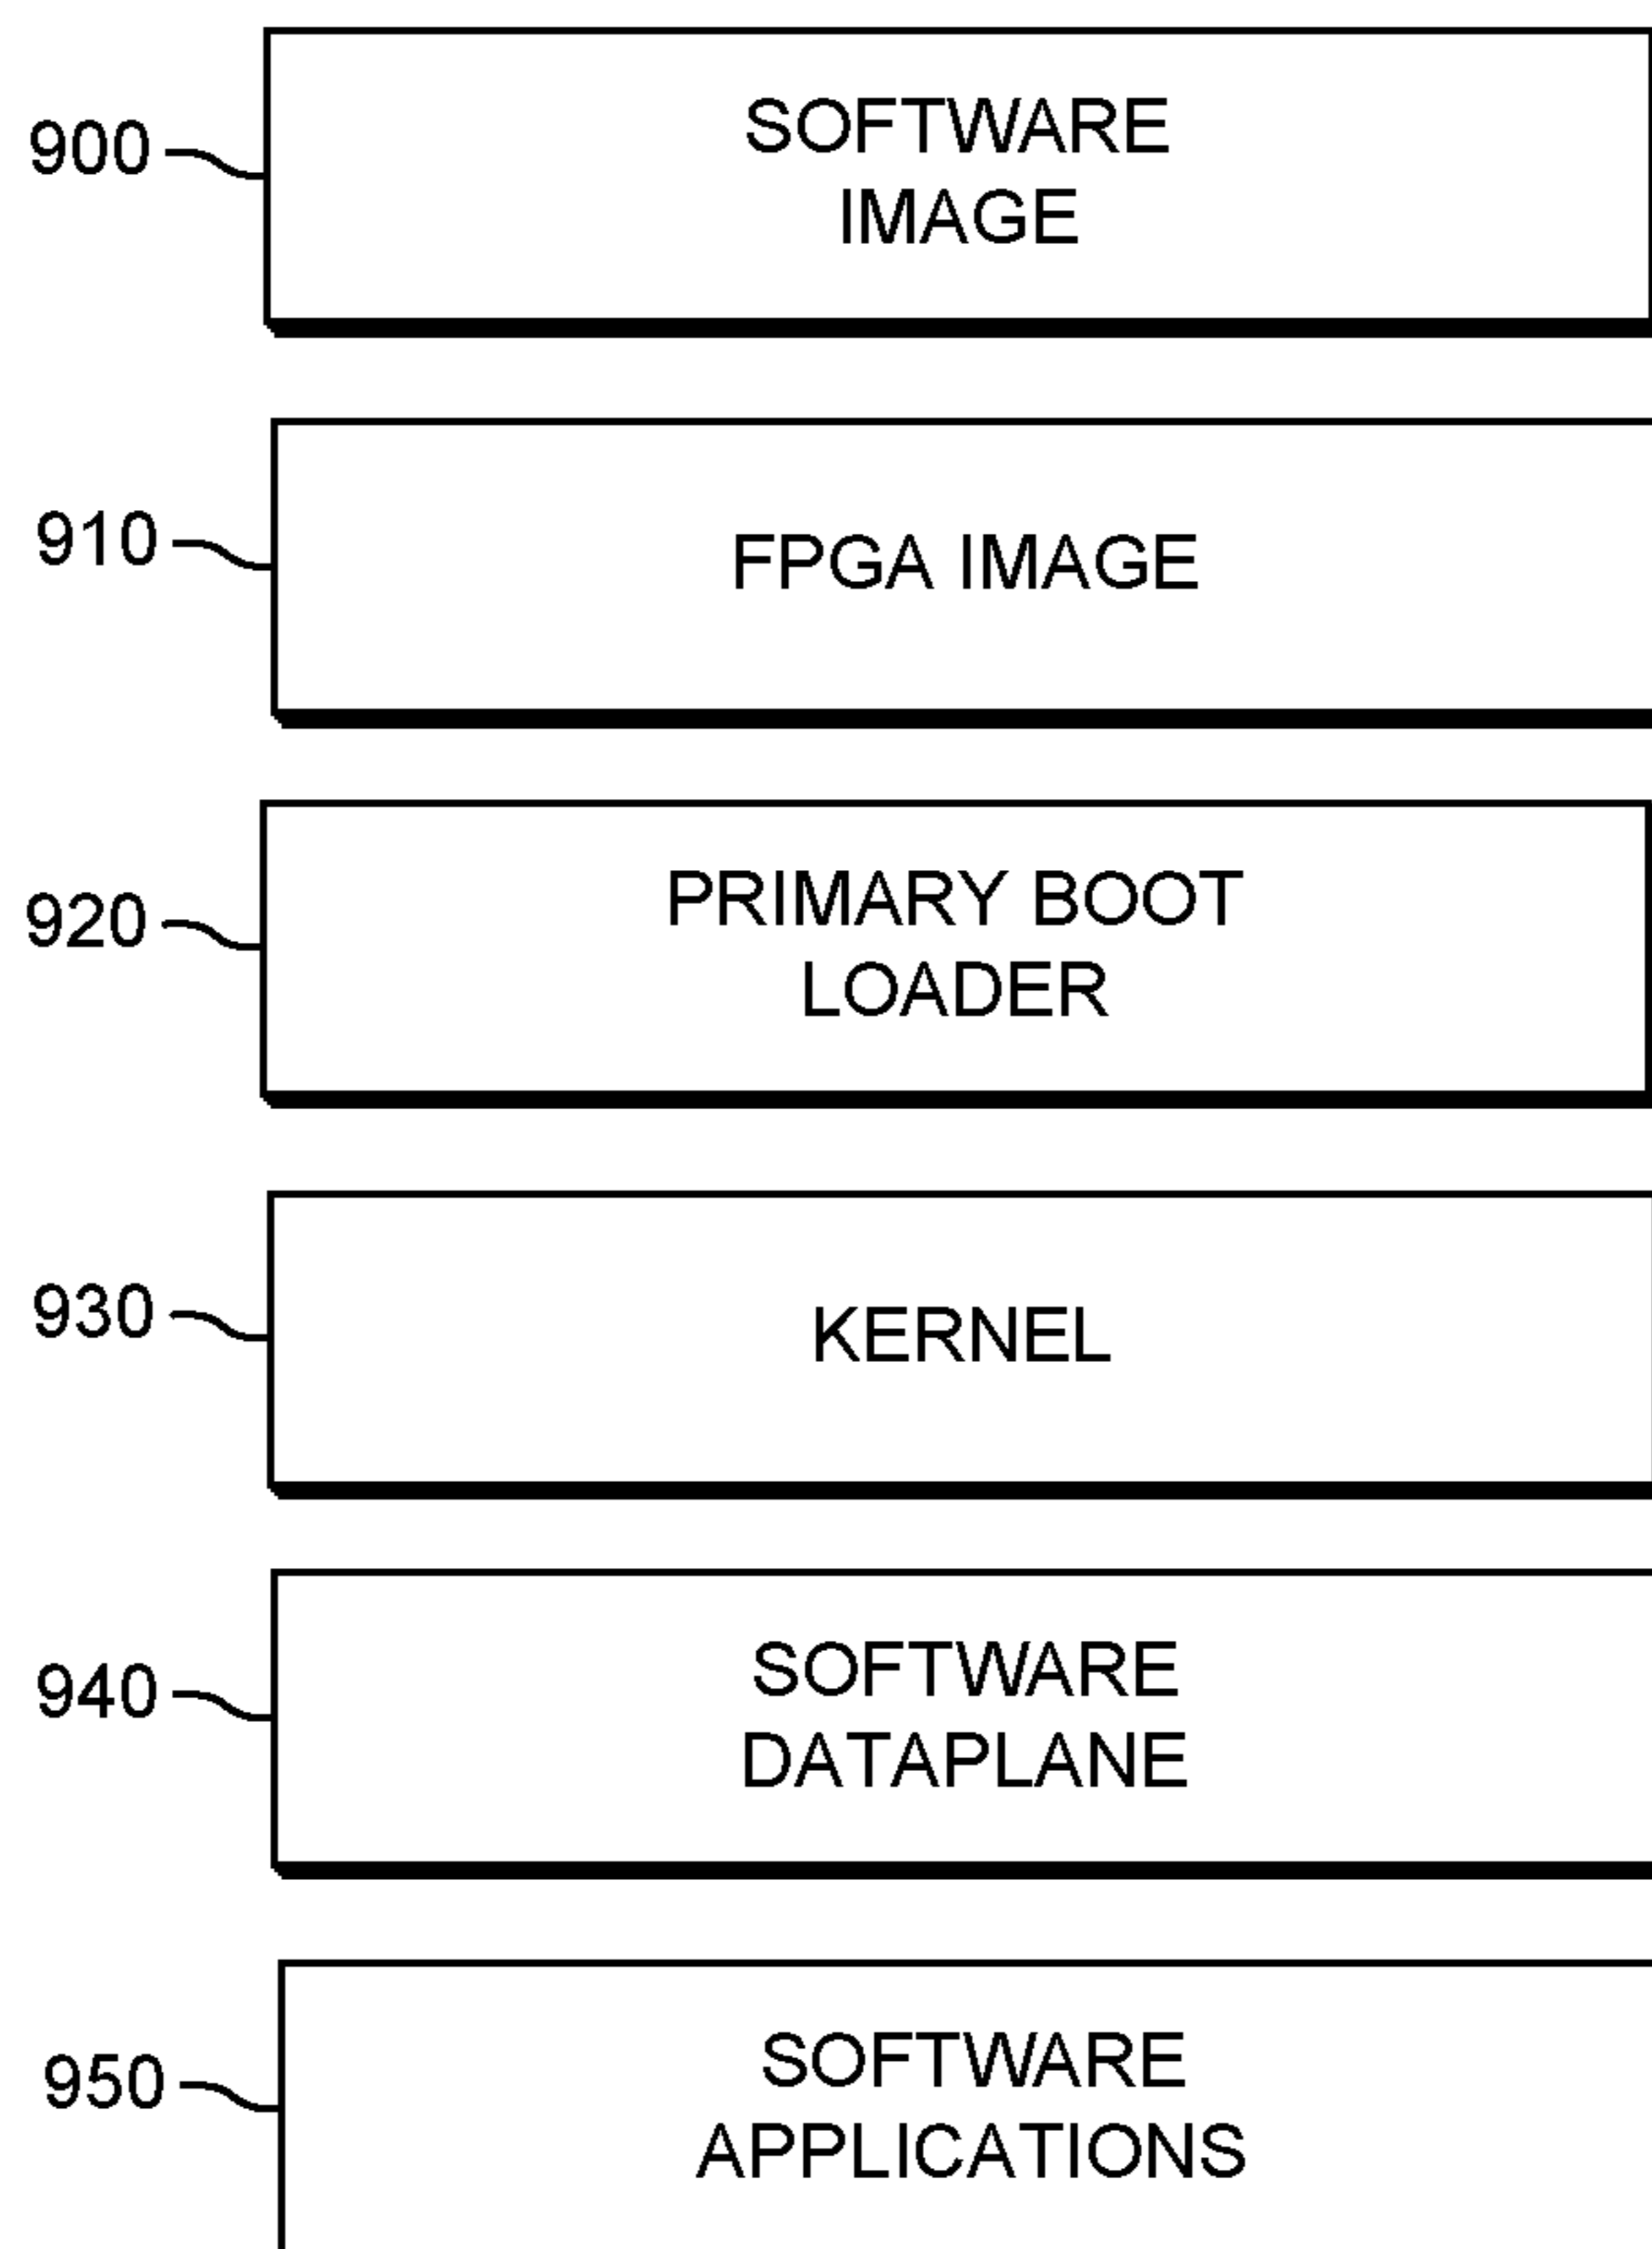 900
SOFTWARE
IMAGE
910
FPGA IMAGE
920
PRIMARY BOOT
LOADER
930
KERNEL
940
SOFTWARE
DATAPLANE
950
SOFTWARE
APPLICATIONS